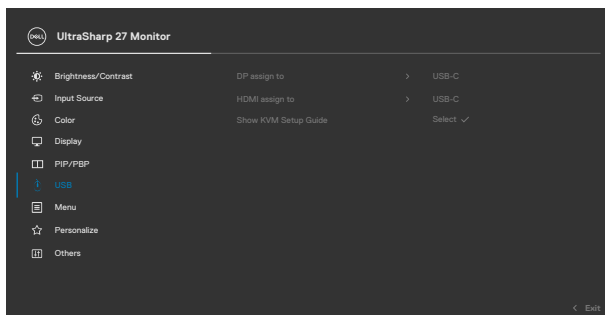 DELL UltraSharp 27 Monitor
Brightness/Contrast DP assign to > USB-C
Input Source HDMI assign to > USB-C
Color Show KVM Setup Guide Select ✓
Display
PIP/PBP
USB
Menu
Personalize
Others
< Exit